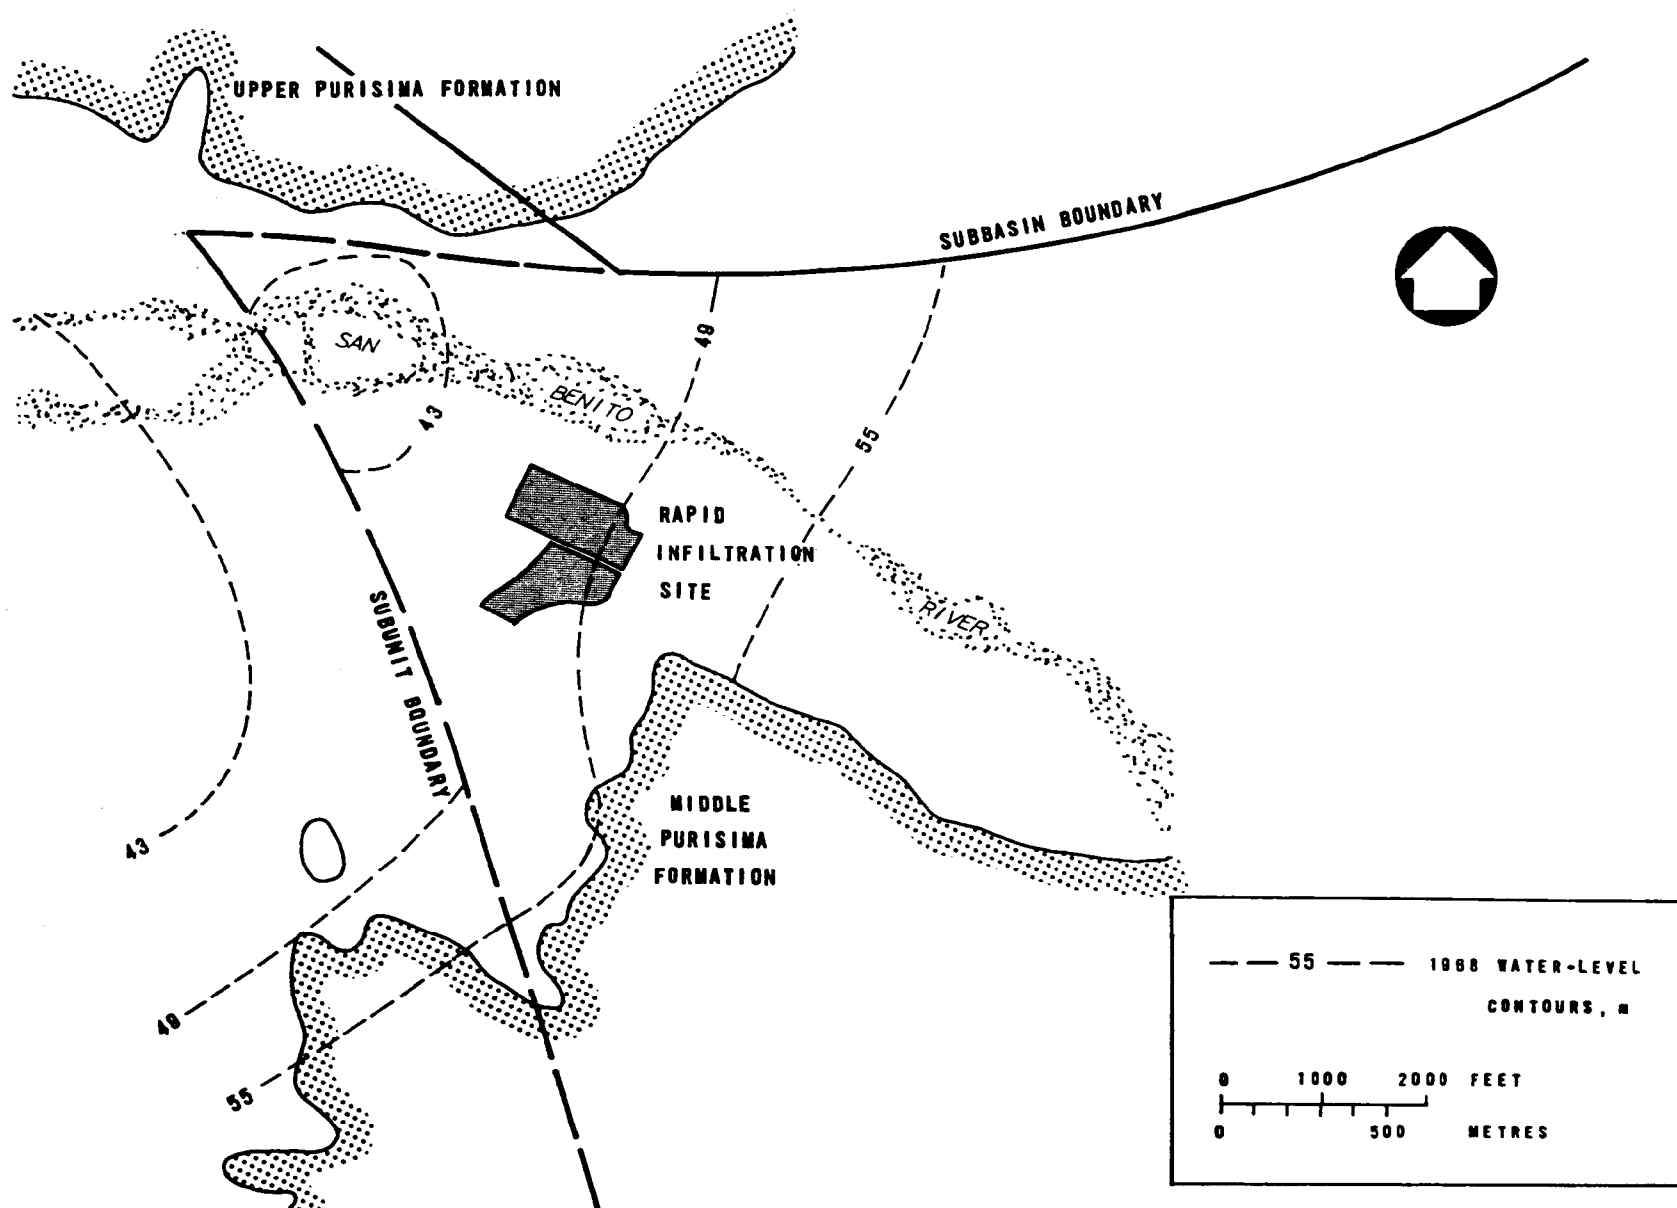 UPPER PURISIMA FORMATION
SUBBASIN BOUNDARY
49
SAN
BENITO
43
55
RAPID
INFILTRATION
SITE
RIVER
SUBUNIT BOUNDARY
MIDDLE
PURISIMA
FORMATION
43
49
55
55 1968 WATER-LEVEL
CONTOURS, m
0 1000 2000 FEET
0 500 METRES